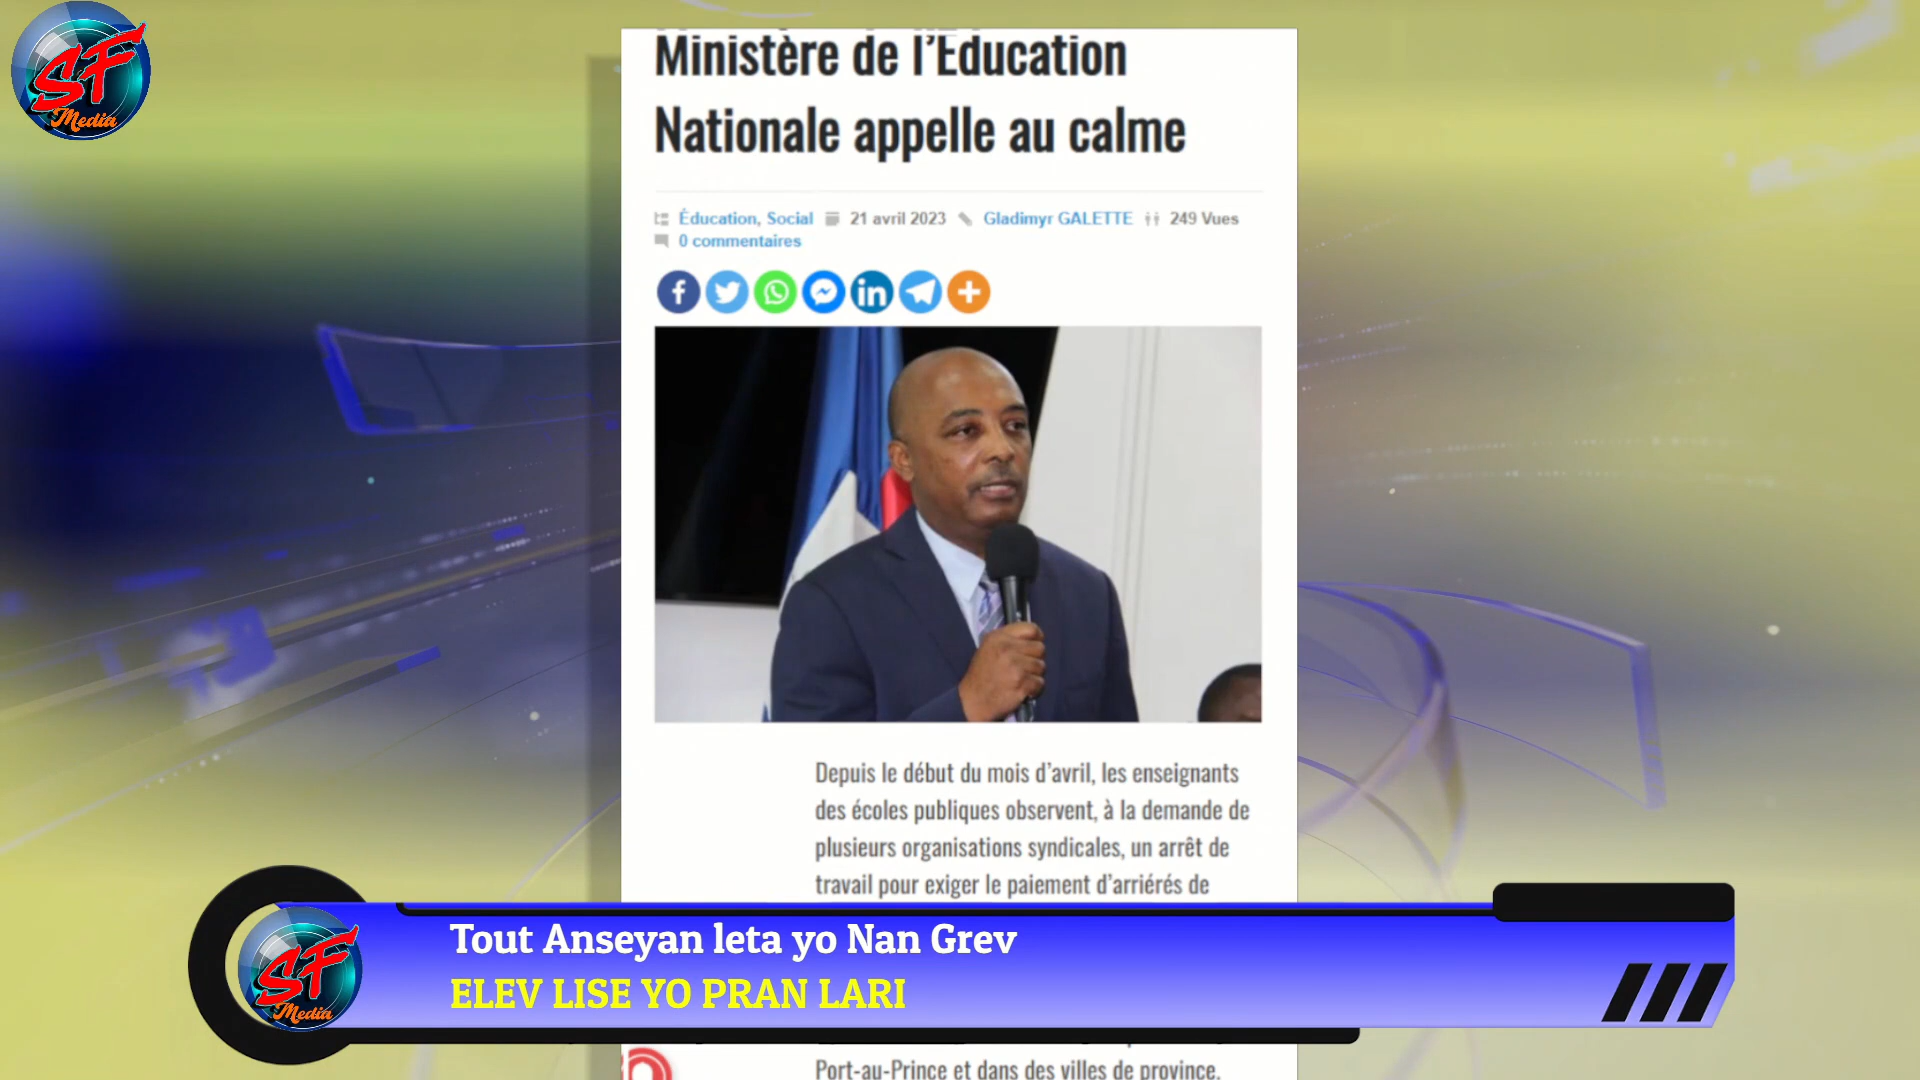 SF
Media
Ministère de l'Éducation
Nationale appelle au calme
Éducation, Social 21 avril 2023 Gladimyr GALETTE 249 Vues
0 commentaires
Depuis le début du mois d'avril, les enseignants
des écoles publiques observent, à la demande de
plusieurs organisations syndicales, un arrêt de
travail pour exiger le paiement d'arriérés de
SF
Media
Tout Anseyan leta yo Nan Grev
ELEV LISE YO PRAN LARI
Port-au-Prince et dans des villes de province.